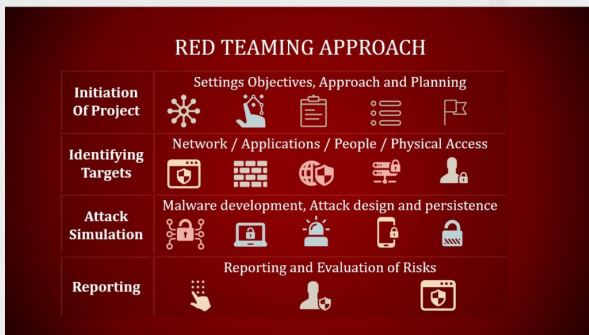 RED TEAMING APPROACH
Initiation
Of Project
Settings Objectives, Approach and Planning
Identifying
Targets
Network / Applications / People / Physical Access
Attack
Simulation
Malware development, Attack design and persistence
Reporting
Reporting and Evaluation of Risks